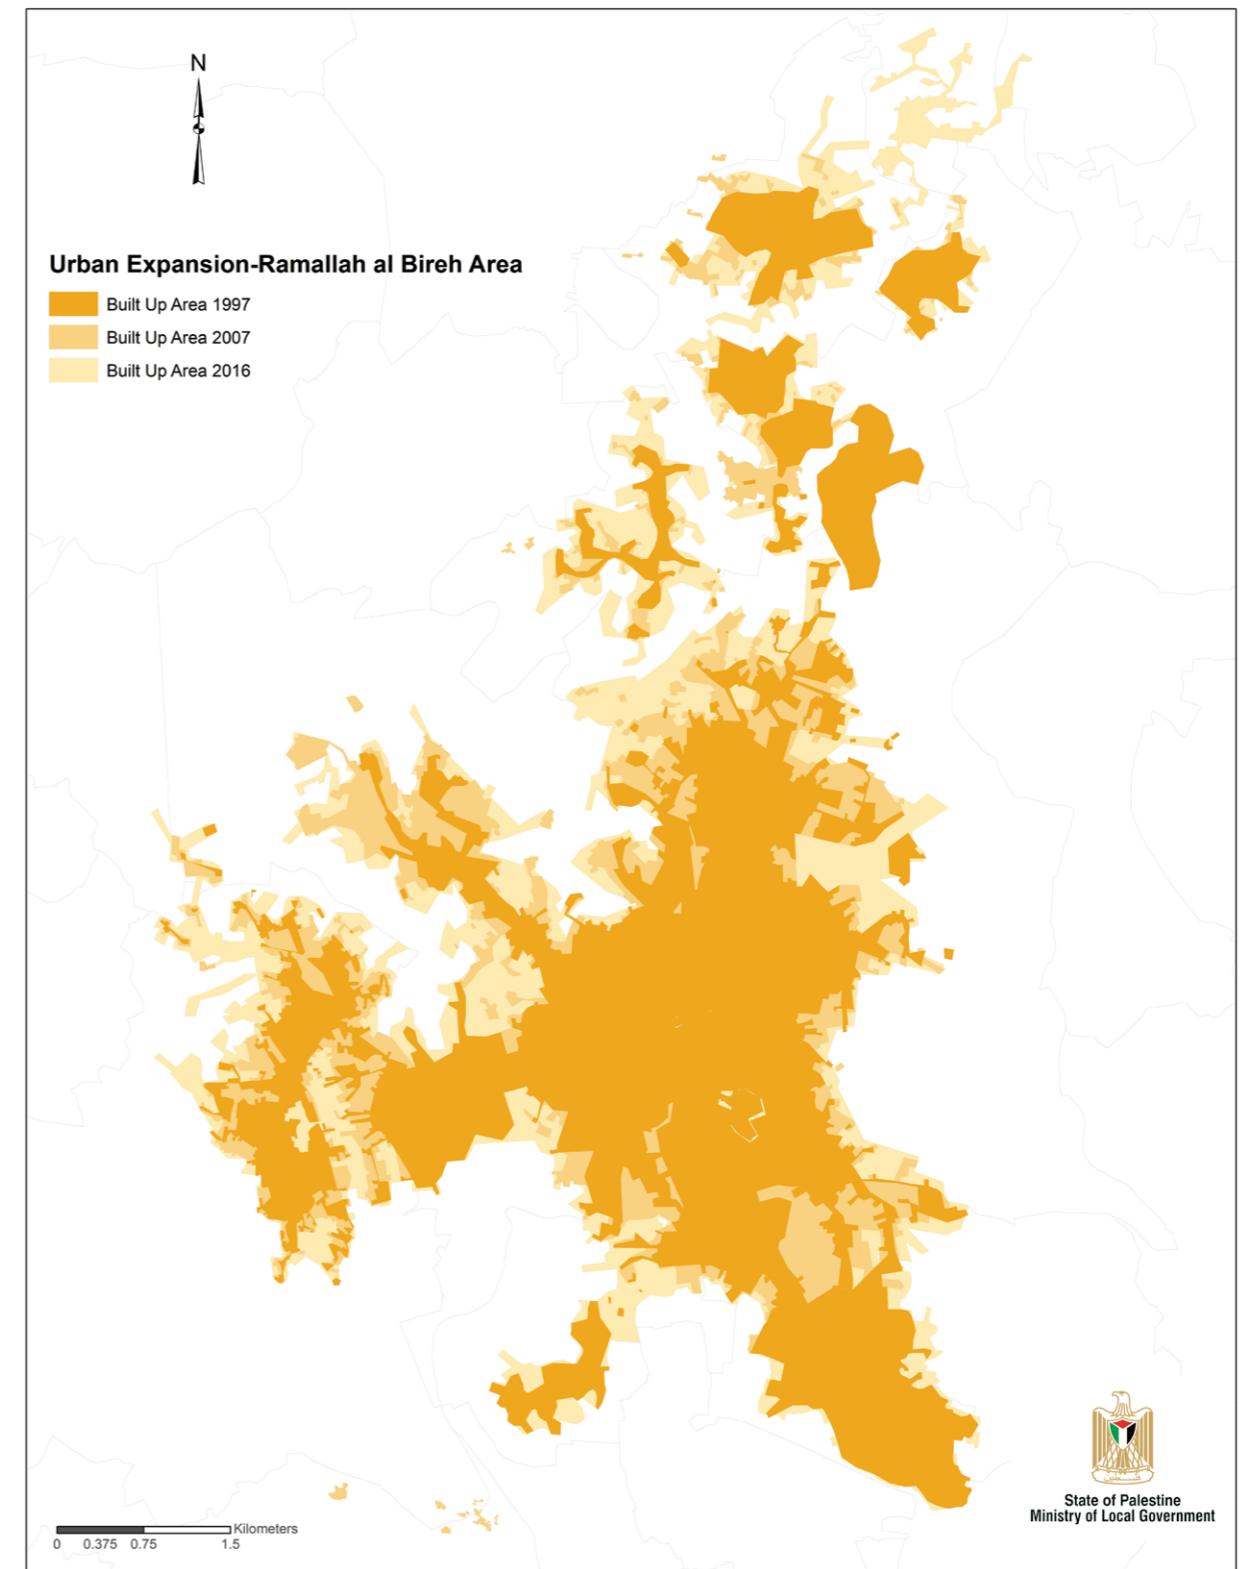 N
Urban Expansion-Ramallah al Bireh Area
Built Up Area 1997
Built Up Area 2007
Built Up Area 2016
State of Palestine
Ministry of Local Government
Kilometers
0 0.375 0.75 1.5